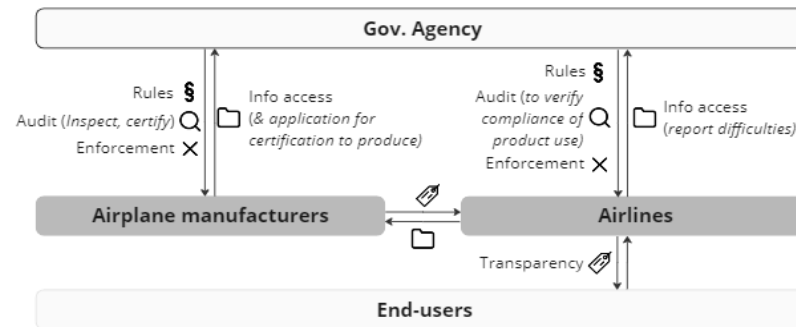 Gov. Agency
Rules §
Audit (Inspect, certify)
Enforcement
Info access
(& application for
certification to produce)
Rules §
Audit (to verify
compliance of
product use)
Enforcement
Info access
(report difficulties)
Airplane manufacturers
Airlines
Transparency
End-users